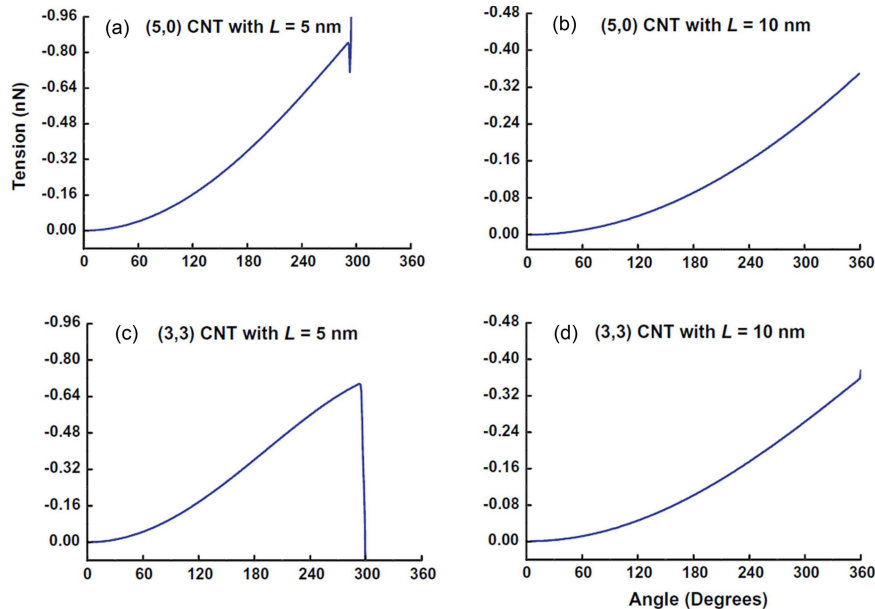 (a) (5,0) CNT with L = 5 nm
-0.96
-0.80
-0.64
-0.48
-0.32
-0.16
0.00
0 60 120 180 240 300 360
Tension (nN)
(b) (5,0) CNT with L = 10 nm
-0.48
-0.40
-0.32
-0.24
-0.16
-0.08
0.00
0 60 120 180 240 300 360
(c) (3,3) CNT with L = 5 nm
-0.96
-0.80
-0.64
-0.48
-0.32
-0.16
0.00
0 60 120 180 240 300 360
(d) (3,3) CNT with L = 10 nm
-0.48
-0.40
-0.32
-0.24
-0.16
-0.08
0.00
0 60 120 180 240 300 360
Angle (Degrees)